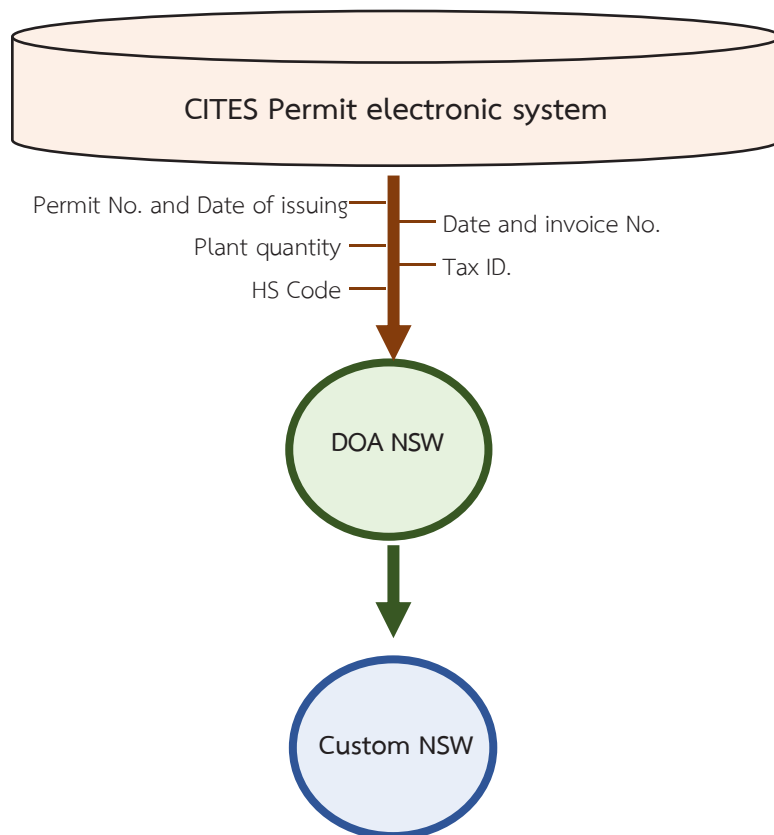 CITES Permit electronic system
Permit No. and Date of issuing
Date and invoice No.
Plant quantity
Tax ID.
HS Code
DOA NSW
Custom NSW